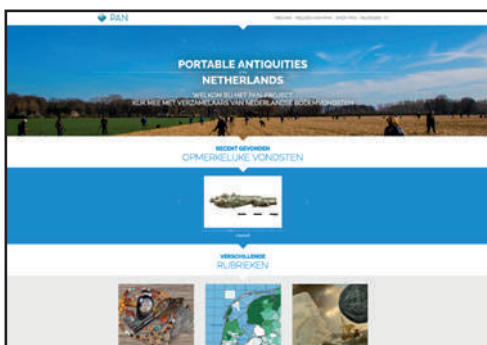 PAN
PORTABLE ANTIQUITIES
NETHERLANDS
WELKOM BIJ HET PAN-PROJECT
KIJK MEE MET VERZAMELAARS VAN NEDERLANDSE BODEMVONDSTEN
RECENT GEVONDEN
OPMERKELIJKE VONDSTEN
VERSCHILLENDE
RUBRIEKEN